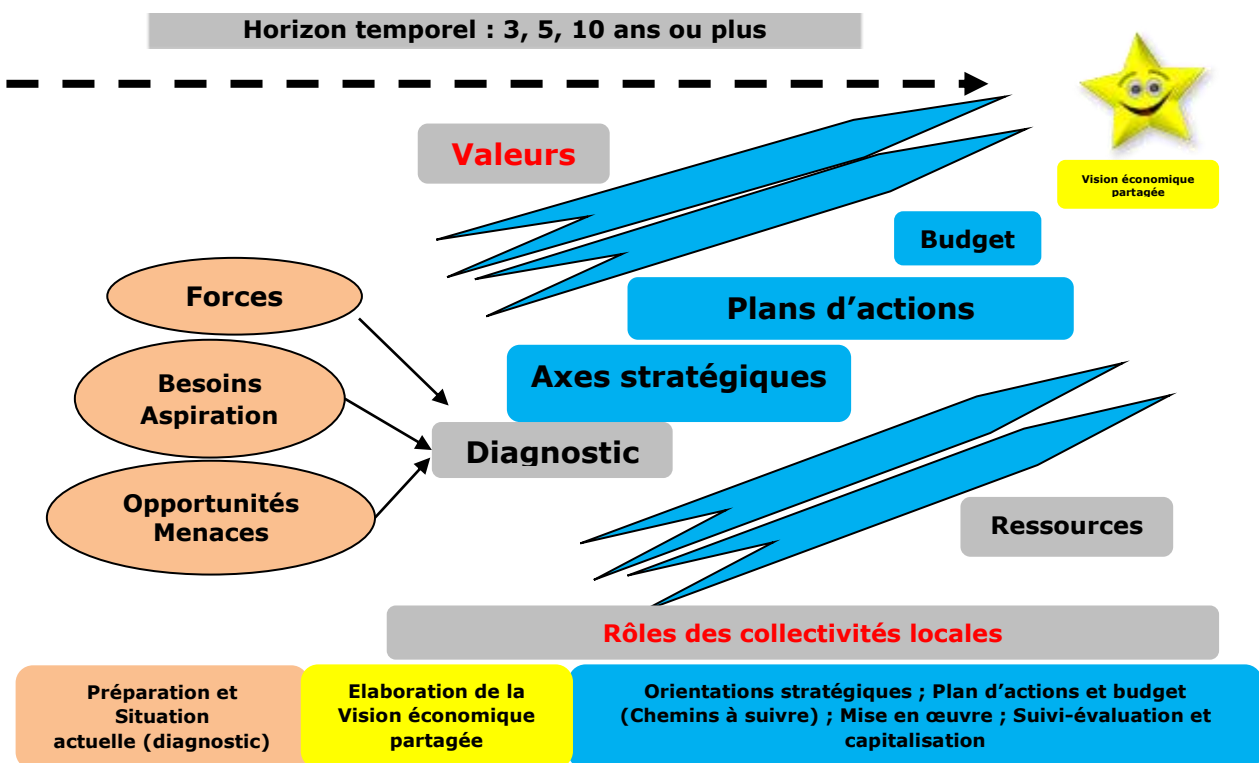 Horizon temporel : 3, 5, 10 ans ou plus
Valeurs
Vision économique
partagée
Budget
Forces
Plans d’actions
Besoins
Aspiration
Axes stratégiques
Diagnostic
Opportunités
Menaces
Ressources
Rôles des collectivités locales
Préparation et
Situation
actuelle (diagnostic)
Elaboration de la
Vision économique
partagée
Orientations stratégiques ; Plan d’actions et budget
(Chemins à suivre) ; Mise en œuvre ; Suivi-évaluation et
capitalisation